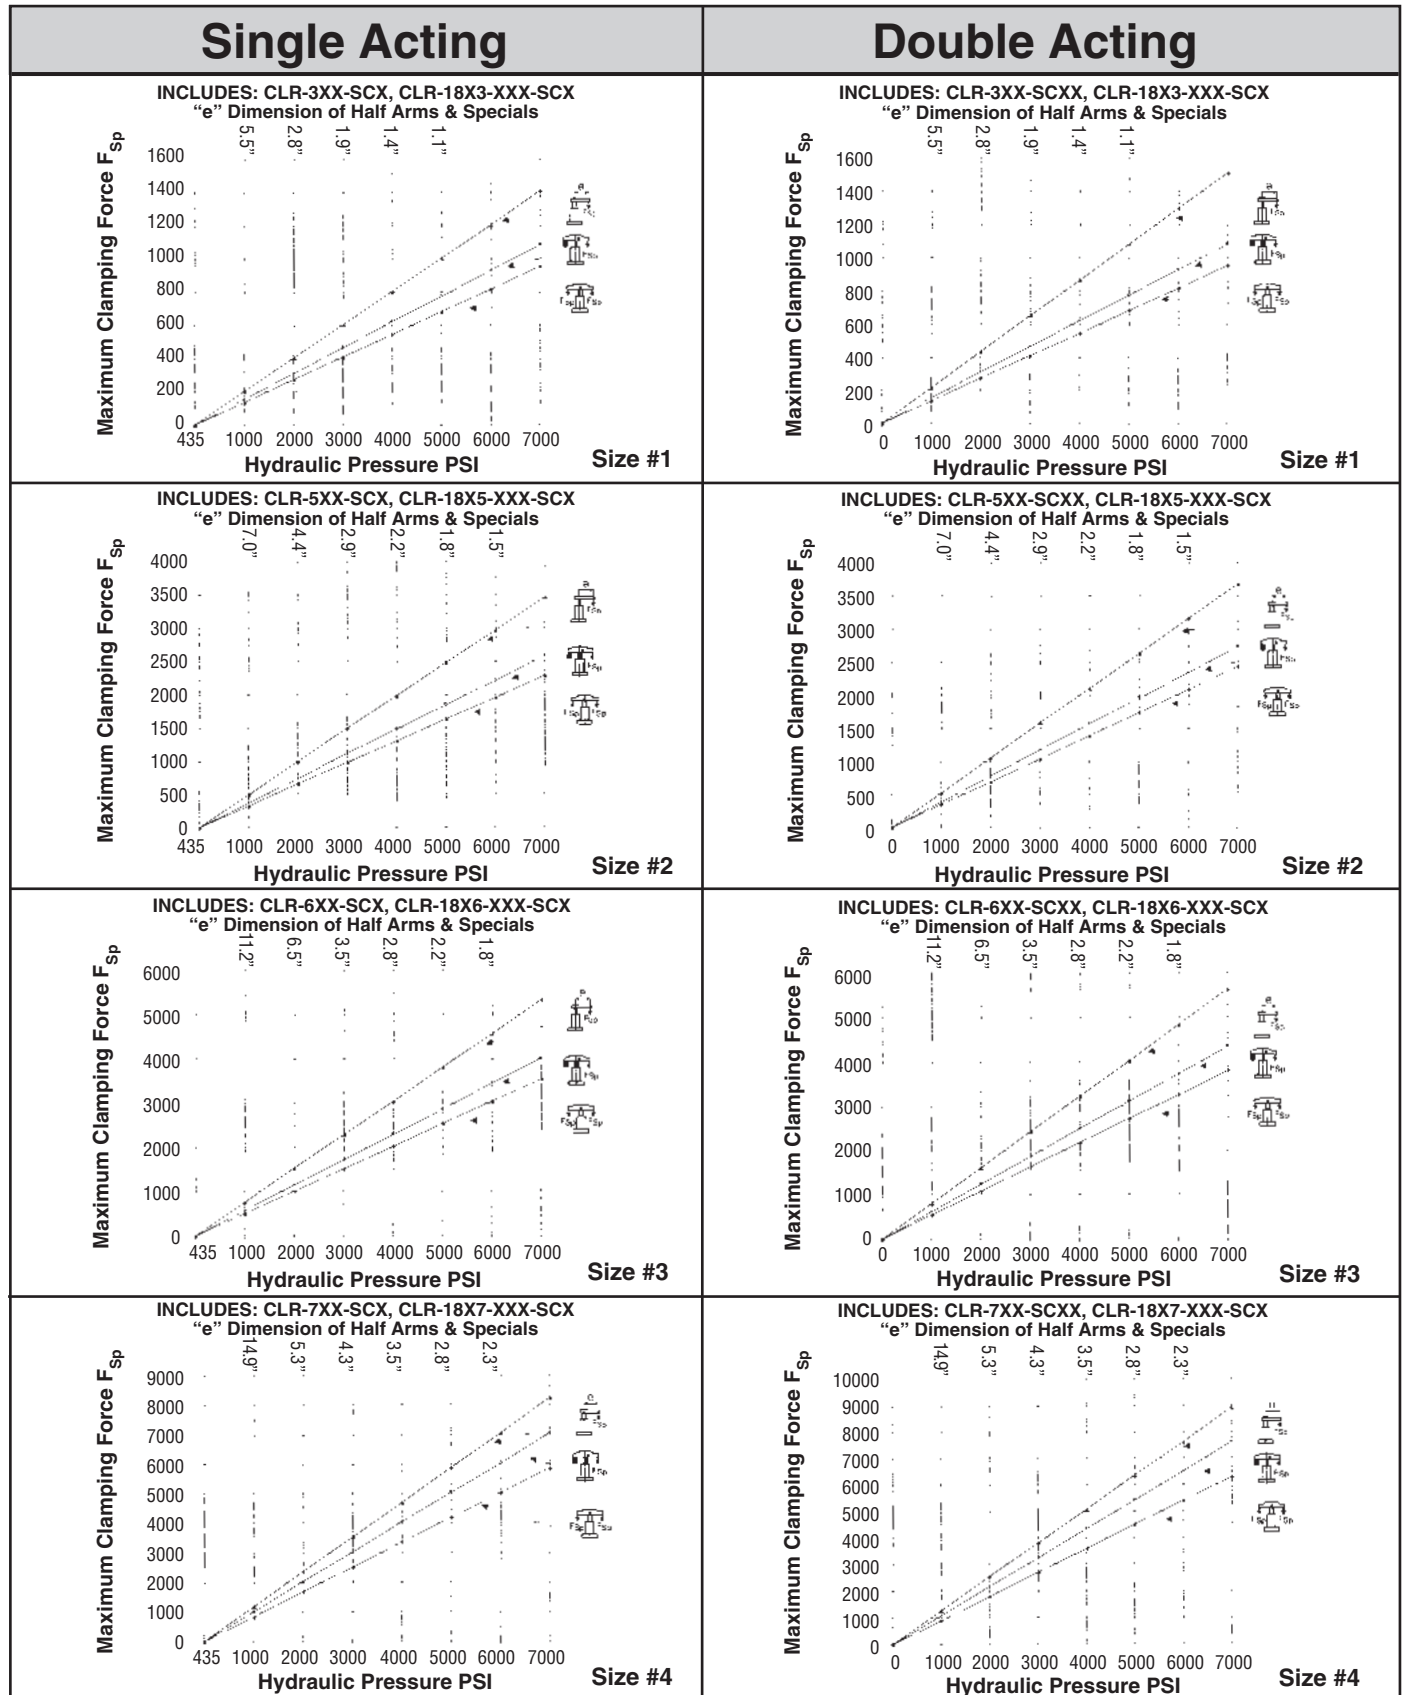 Single Acting
Double Acting
INCLUDES: CLR-3XX-SCX, CLR-18X3-XXX-SCX
“e” Dimension of Half Arms & Specials
5.5” 2.8” 1.9” 1.4” 1.1”
Maximum Clamping Force FSp
1600
1400
1200
1000
800
600
400
200
0
435 1000 2000 3000 4000 5000 6000 7000
Hydraulic Pressure PSI
Size #1
INCLUDES: CLR-3XX-SCXX, CLR-18X3-XXX-SCX
“e” Dimension of Half Arms & Specials
5.5” 2.8” 1.9” 1.4” 1.1”
Maximum Clamping Force FSp
1600
1400
1200
1000
800
600
400
200
0
0 1000 2000 3000 4000 5000 6000 7000
Hydraulic Pressure PSI
Size #1
INCLUDES: CLR-5XX-SCX, CLR-18X5-XXX-SCX
“e” Dimension of Half Arms & Specials
7.0” 4.4” 2.9” 2.2” 1.8” 1.5”
Maximum Clamping Force FSp
4000
3500
3000
2500
2000
1500
1000
500
0
435 1000 2000 3000 4000 5000 6000 7000
Hydraulic Pressure PSI
Size #2
INCLUDES: CLR-5XX-SCXX, CLR-18X5-XXX-SCX
“e” Dimension of Half Arms & Specials
7.0” 4.4” 2.9” 2.2” 1.8” 1.5”
Maximum Clamping Force FSp
4000
3500
3000
2500
2000
1500
1000
500
0
0 1000 2000 3000 4000 5000 6000 7000
Hydraulic Pressure PSI
Size #2
INCLUDES: CLR-6XX-SCX, CLR-18X6-XXX-SCX
“e” Dimension of Half Arms & Specials
11.2” 6.5” 3.5” 2.8” 2.2” 1.8”
Maximum Clamping Force FSp
6000
5000
4000
3000
2000
1000
0
435 1000 2000 3000 4000 5000 6000 7000
Hydraulic Pressure PSI
Size #3
INCLUDES: CLR-6XX-SCXX, CLR-18X6-XXX-SCX
“e” Dimension of Half Arms & Specials
11.2” 6.5” 3.5” 2.8” 2.2” 1.8”
Maximum Clamping Force FSp
6000
5000
4000
3000
2000
1000
0
0 1000 2000 3000 4000 5000 6000 7000
Hydraulic Pressure PSI
Size #3
INCLUDES: CLR-7XX-SCX, CLR-18X7-XXX-SCX
“e” Dimension of Half Arms & Specials
14.9” 5.3” 4.3” 3.5” 2.8” 2.3”
Maximum Clamping Force FSp
9000
8000
7000
6000
5000
4000
3000
2000
1000
0
435 1000 2000 3000 4000 5000 6000 7000
Hydraulic Pressure PSI
Size #4
INCLUDES: CLR-7XX-SCXX, CLR-18X7-XXX-SCX
“e” Dimension of Half Arms & Specials
14.9” 5.3” 4.3” 3.5” 2.8” 2.3”
Maximum Clamping Force FSp
10000
9000
8000
7000
6000
5000
4000
3000
2000
1000
0
0 1000 2000 3000 4000 5000 6000 7000
Hydraulic Pressure PSI
Size #4